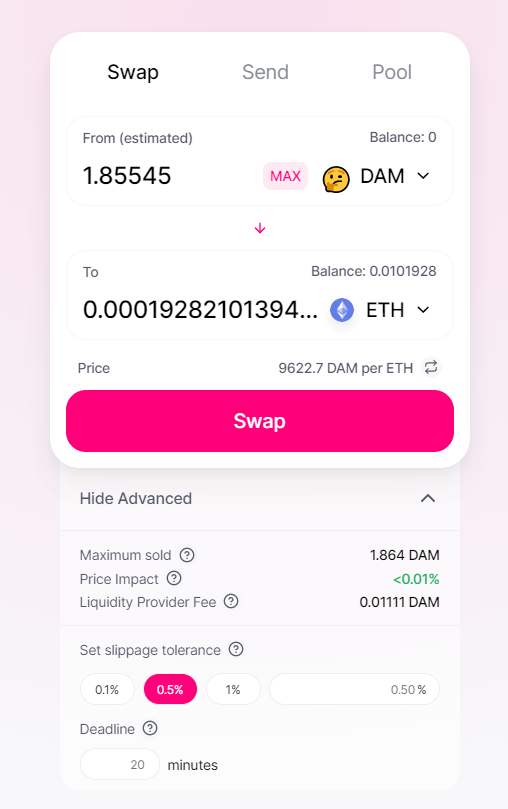 Swap Send Pool
From (estimated) Balance: 0
1.85545 MAX DAM
To Balance: 0.0101928
0.00019282101394... ETH
Price 9622.7 DAM per ETH
Swap
Hide Advanced
Maximum sold ? 1.864 DAM
Price Impact ? <0.01%
Liquidity Provider Fee ? 0.01111 DAM
Set slippage tolerance ?
0.1% 0.5% 1% 0.50 %
Deadline ?
20 minutes